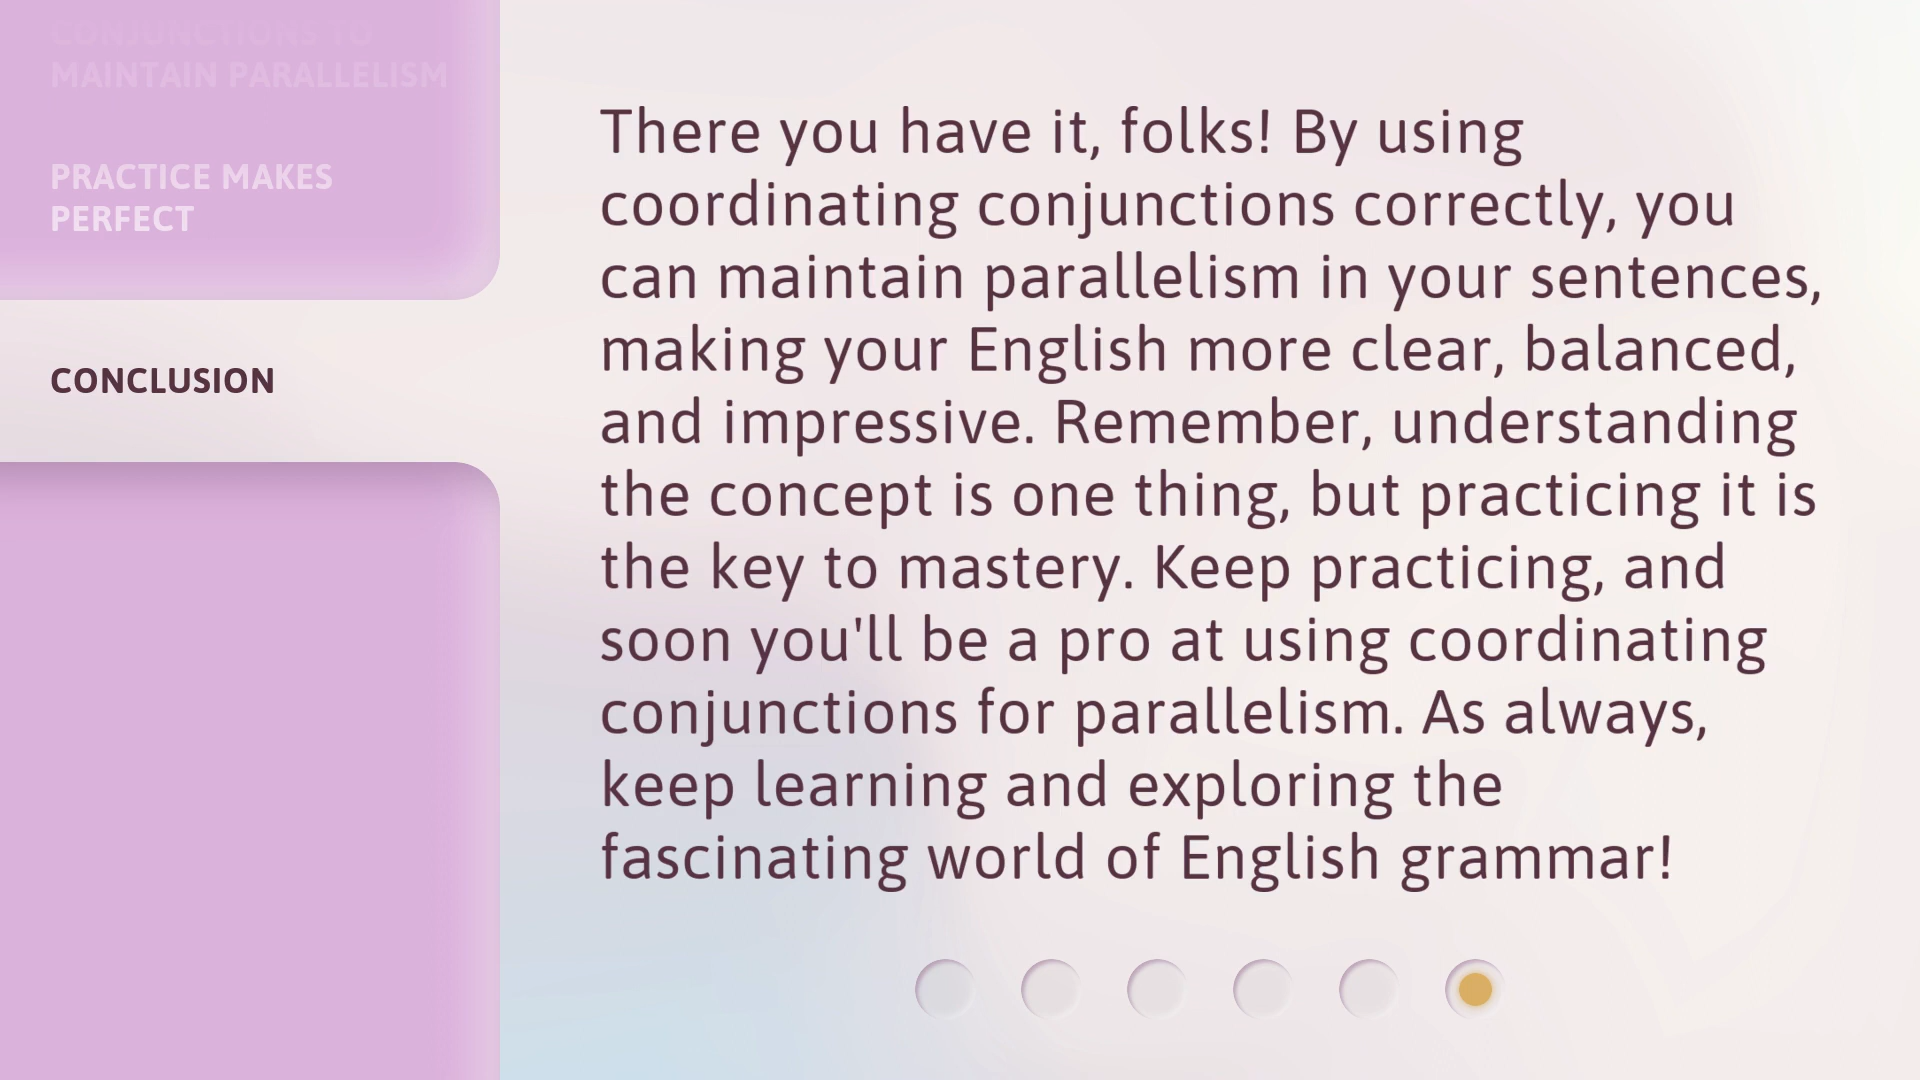 CONJUNCTIONS TO
MAINTAIN PARALLELISM
PRACTICE MAKES
PERFECT
CONCLUSION
There you have it, folks! By using
coordinating conjunctions correctly, you
can maintain parallelism in your sentences,
making your English more clear, balanced,
and impressive. Remember, understanding
the concept is one thing, but practicing it is
the key to mastery. Keep practicing, and
soon you'll be a pro at using coordinating
conjunctions for parallelism. As always,
keep learning and exploring the
fascinating world of English grammar!